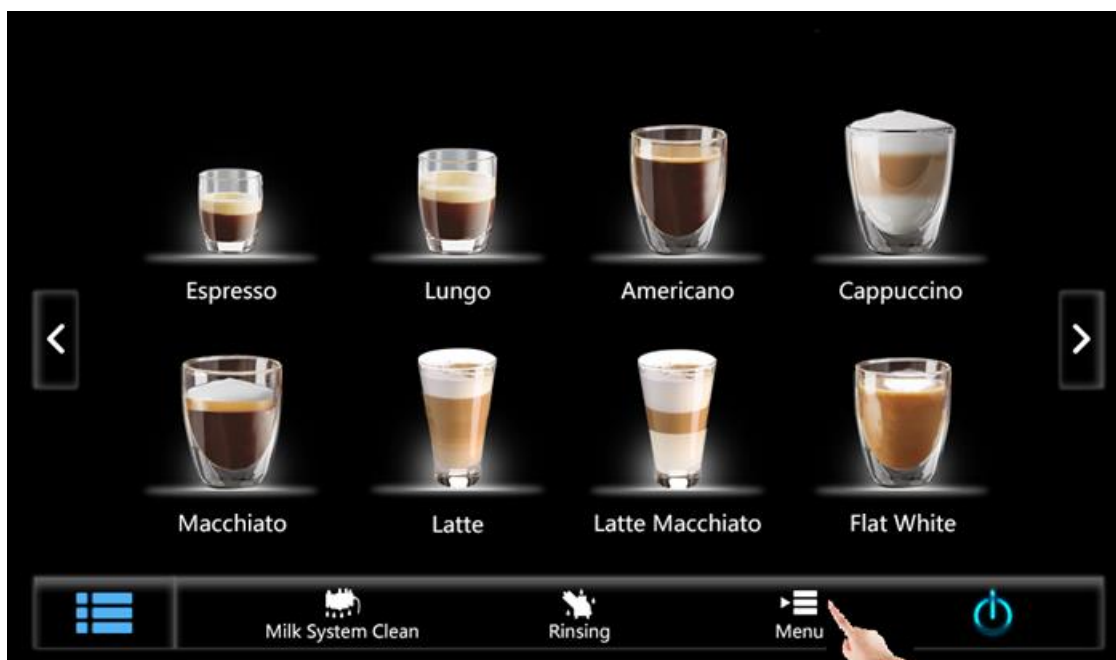 Espresso
Lungo
Americano
Cappuccino
Macchiato
Latte
Latte Macchiato
Flat White
Milk System Clean
Rinsing
Menu